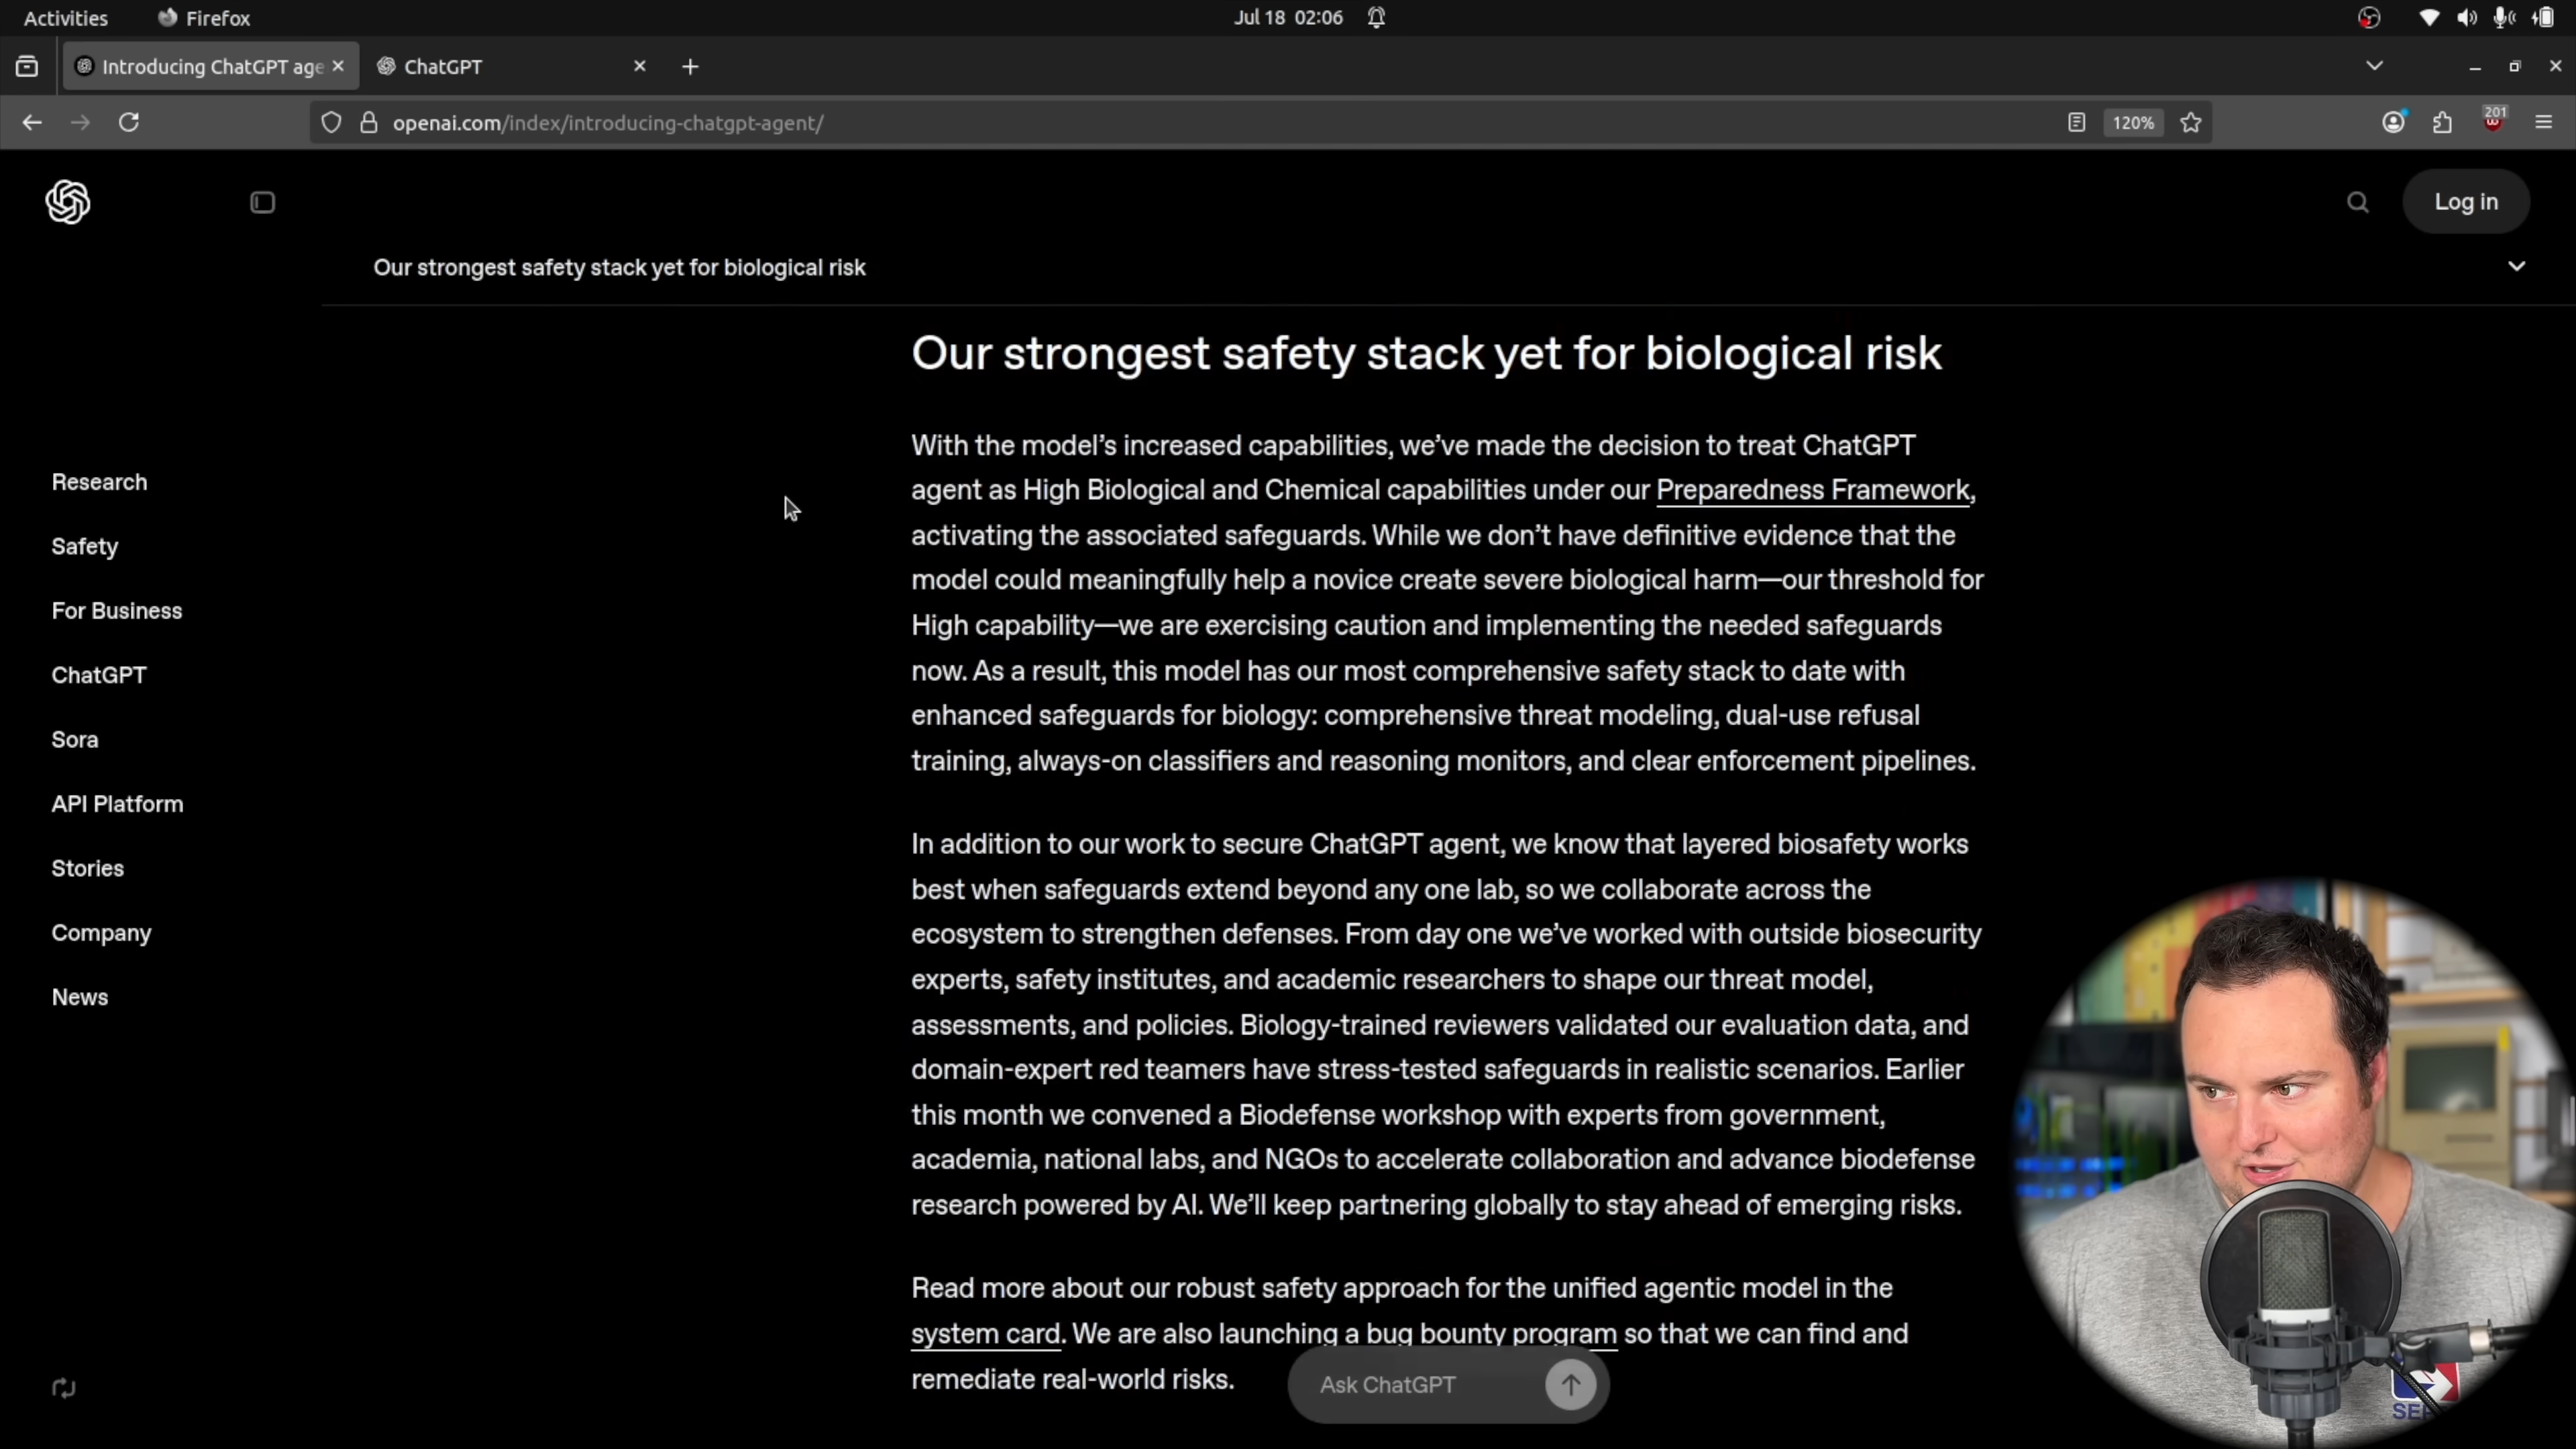 Activities Firefox Jul 18 02:06
Introducing ChatGPT age ChatGPT
openai.com/index/introducing-chatgpt-agent/ 120% 201
Log in
Our strongest safety stack yet for biological risk
Research
Safety
For Business
ChatGPT
Sora
API Platform
Stories
Company
News
Our strongest safety stack yet for biological risk
With the model’s increased capabilities, we’ve made the decision to treat ChatGPT
agent as High Biological and Chemical capabilities under our Preparedness Framework,
activating the associated safeguards. While we don’t have definitive evidence that the
model could meaningfully help a novice create severe biological harm—our threshold for
High capability—we are exercising caution and implementing the needed safeguards
now. As a result, this model has our most comprehensive safety stack to date with
enhanced safeguards for biology: comprehensive threat modeling, dual-use refusal
training, always-on classifiers and reasoning monitors, and clear enforcement pipelines.
In addition to our work to secure ChatGPT agent, we know that layered biosafety works
best when safeguards extend beyond any one lab, so we collaborate across the
ecosystem to strengthen defenses. From day one we’ve worked with outside biosecurity
experts, safety institutes, and academic researchers to shape our threat model,
assessments, and policies. Biology-trained reviewers validated our evaluation data, and
domain-expert red teamers have stress-tested safeguards in realistic scenarios. Earlier
this month we convened a Biodefense workshop with experts from government,
academia, national labs, and NGOs to accelerate collaboration and advance biodefense
research powered by AI. We’ll keep partnering globally to stay ahead of emerging risks.
Read more about our robust safety approach for the unified agentic model in the
system card. We are also launching a bug bounty program so that we can find and
remediate real-world risks.
Ask ChatGPT